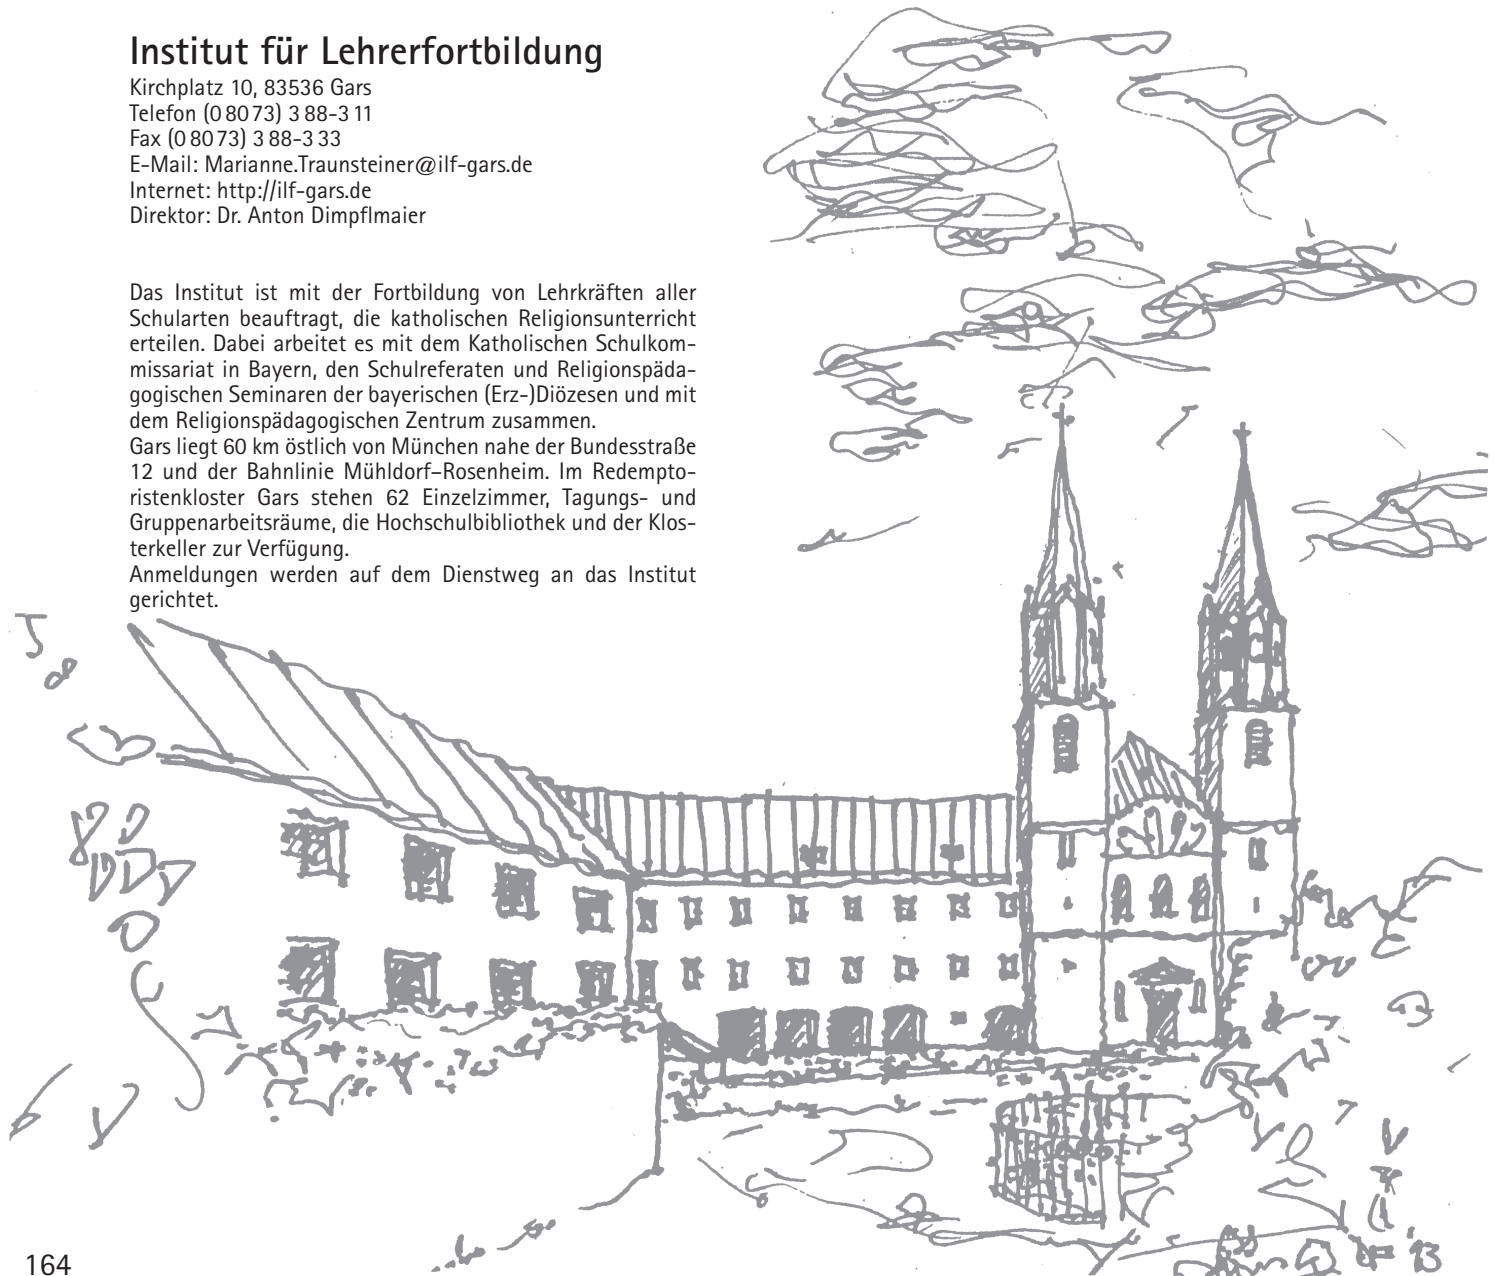 Institut für Lehrerfortbildung
Kirchplatz 10, 83536 Gars
Telefon (0 80 73) 3 88-3 11
Fax (0 80 73) 3 88-3 33
E-Mail: Marianne.Traunsteiner@ilf-gars.de
Internet: http://ilf-gars.de
Direktor: Dr. Anton Dimpflmaier
Das Institut ist mit der Fortbildung von Lehrkräften aller
Schularten beauftragt, die katholischen Religionsunterricht
erteilen. Dabei arbeitet es mit dem Katholischen Schulkom-
missariat in Bayern, den Schulreferaten und Religionspäda-
gogischen Seminaren der bayerischen (Erz-)Diözesen und mit
dem Religionspädagogischen Zentrum zusammen.
Gars liegt 60 km östlich von München nahe der Bundesstraße
12 und der Bahnlinie Mühldorf–Rosenheim. Im Redempto-
ristenkloster Gars stehen 62 Einzelzimmer, Tagungs- und
Gruppenarbeitsräume, die Hochschulbibliothek und der Klos-
terkeller zur Verfügung.
Anmeldungen werden auf dem Dienstweg an das Institut
gerichtet.
164